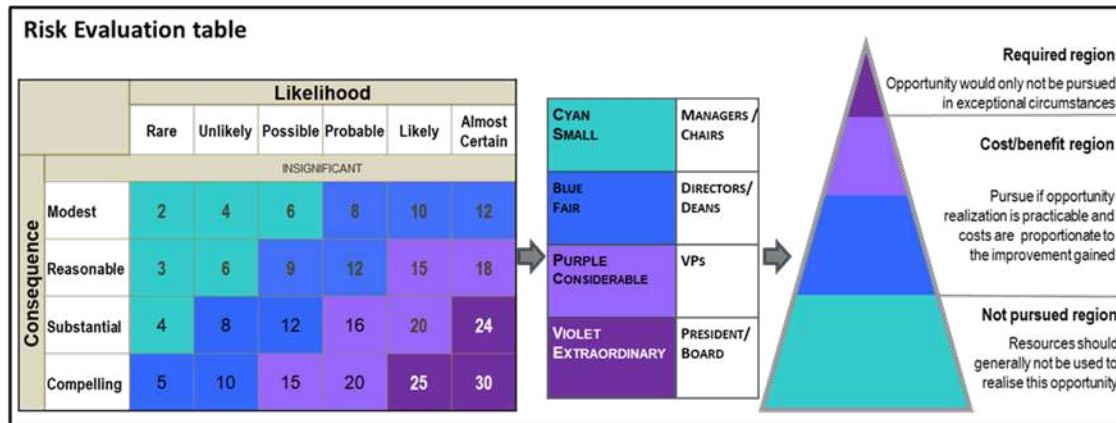 Risk Evaluation table
Likelihood
Rare Unlikely Possible Probable Likely Almost Certain
INSIGNIFICANT
Consequence
Modest 2 4 6 8 10 12
Reasonable 3 6 9 12 15 18
Substantial 4 8 12 16 20 24
Compelling 5 10 15 20 25 30
CYAN
SMALL
MANAGERS /
CHAIRS
BLUE
FAIR
DIRECTORS/
DEANS
PURPLE
CONSIDERABLE
VPS
VIOLET
EXTRAORDINARY
PRESIDENT/
BOARD
Required region
Opportunity would only not be pursued
in exceptional circumstances
Cost/benefit region
Pursue if opportunity
realization is practicable and
costs are proportionate to
the improvement gained
Not pursued region
Resources should
generally not be used to
realise this opportunity